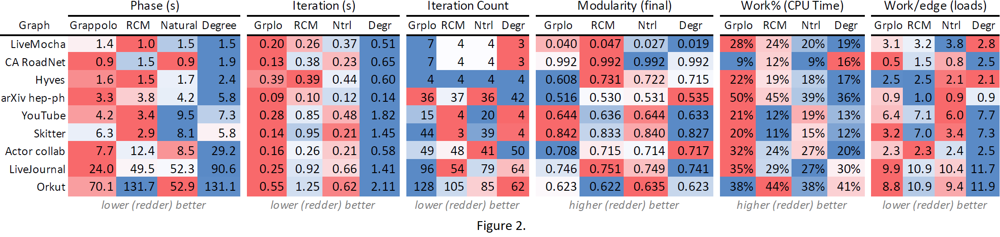 Phase (s) Iteration (s) Iteration Count Modularity (final) Work% (CPU Time) Work/edge (loads)
Graph Grappolo RCM Natural Degree Grplo RCM Ntrl Degr Grplo RCM Ntrl Degr Grplo RCM Ntrl Degr Grplo RCM Ntrl Degr Grplo RCM Ntrl Degr
LiveMocha 1.4 1.0 1.5 1.5 0.20 0.26 0.37 0.51 7 4 4 3 0.040 0.047 0.027 0.019 28% 24% 20% 19% 3.1 3.2 3.8 2.8
CA RoadNet 0.9 1.5 0.9 1.9 0.13 0.38 0.23 0.65 7 4 4 3 0.992 0.992 0.992 0.992 9% 12% 9% 16% 0.5 1.5 0.8 2.5
Hyves 1.6 1.5 1.7 2.4 0.39 0.39 0.44 0.60 4 4 4 4 0.608 0.731 0.722 0.715 22% 19% 18% 17% 2.5 2.5 2.1 2.1
arXiv hep-ph 3.3 3.8 4.2 5.8 0.09 0.10 0.12 0.14 36 37 36 42 0.516 0.530 0.531 0.535 50% 45% 39% 36% 0.9 1.0 0.9 0.9
YouTube 4.2 3.4 9.5 7.3 0.28 0.85 0.48 1.82 15 4 20 4 0.644 0.636 0.644 0.633 21% 12% 19% 13% 6.4 7.1 6.0 7.7
Skitter 6.3 2.9 8.1 5.8 0.14 0.95 0.21 1.45 44 3 39 4 0.842 0.833 0.840 0.827 20% 11% 15% 12% 3.2 7.0 3.4 7.3
Actor collab 7.7 12.4 8.5 29.2 0.16 0.26 0.21 0.58 49 48 41 50 0.708 0.715 0.714 0.717 32% 24% 27% 20% 2.3 2.3 2.4 2.5
LiveJournal 24.0 49.5 52.3 90.6 0.25 0.92 0.66 1.41 96 54 79 64 0.746 0.751 0.749 0.741 35% 29% 27% 30% 9.9 10.9 10.4 11.7
Orkut 70.1 131.7 52.9 131.1 0.55 1.25 0.62 2.11 128 105 85 62 0.623 0.622 0.635 0.623 38% 44% 38% 41% 8.8 10.9 9.4 11.9
lower (redder) better lower (redder) better lower (redder) better higher (redder) better higher (redder) better lower (redder) better
Figure 2.